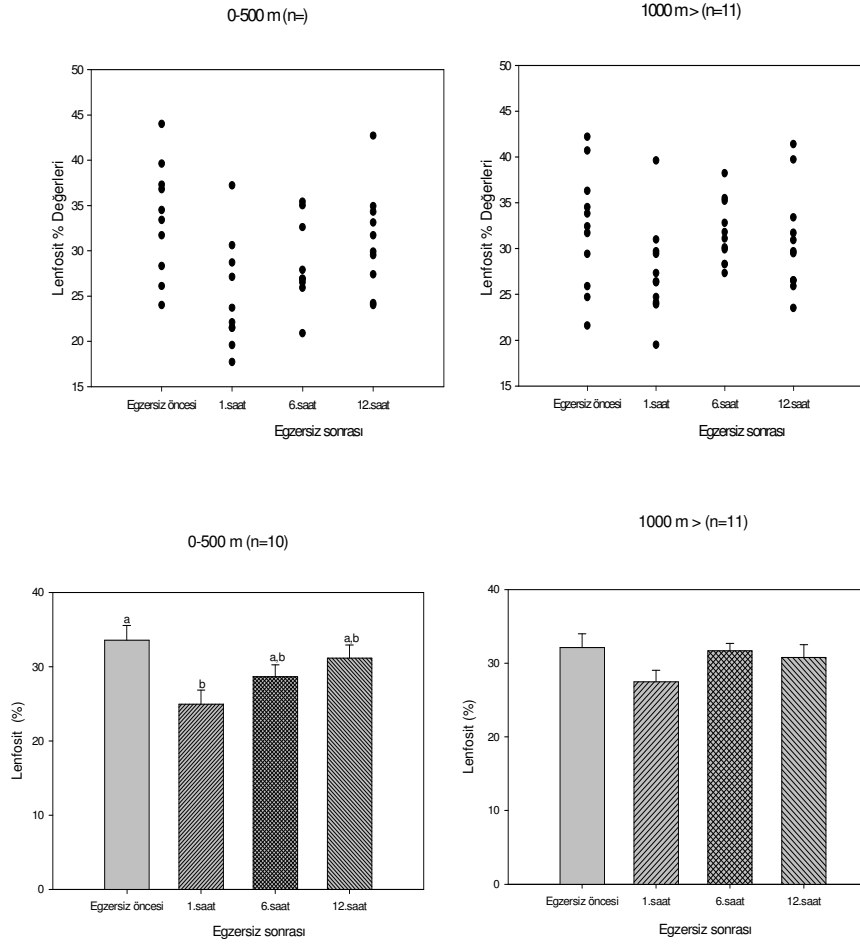 0-500 m (n=)
Lenfosit % Değerleri
50
45
40
35
30
25
20
15
Egzersiz öncesi 1.saat 6.saat 12.saat
Egzersiz sonrası
1000 m> (n=11)
Lenfosit % Değerleri
50
45
40
35
30
25
20
15
Egzersiz öncesi 1.saat 6.saat 12.saat
Egzersiz sonrası
0-500 m (n=10)
Lenfosit (%)
40
30
20
10
0
a b a,b a,b
Egzersiz öncesi 1.saat 6.saat 12.saat
Egzersiz sonrası
1000 m > (n=11)
Lenfosit (%)
40
30
20
10
0
Egzersiz öncesi 1.saat 6.saat 12.saat
Egzersiz sonrası